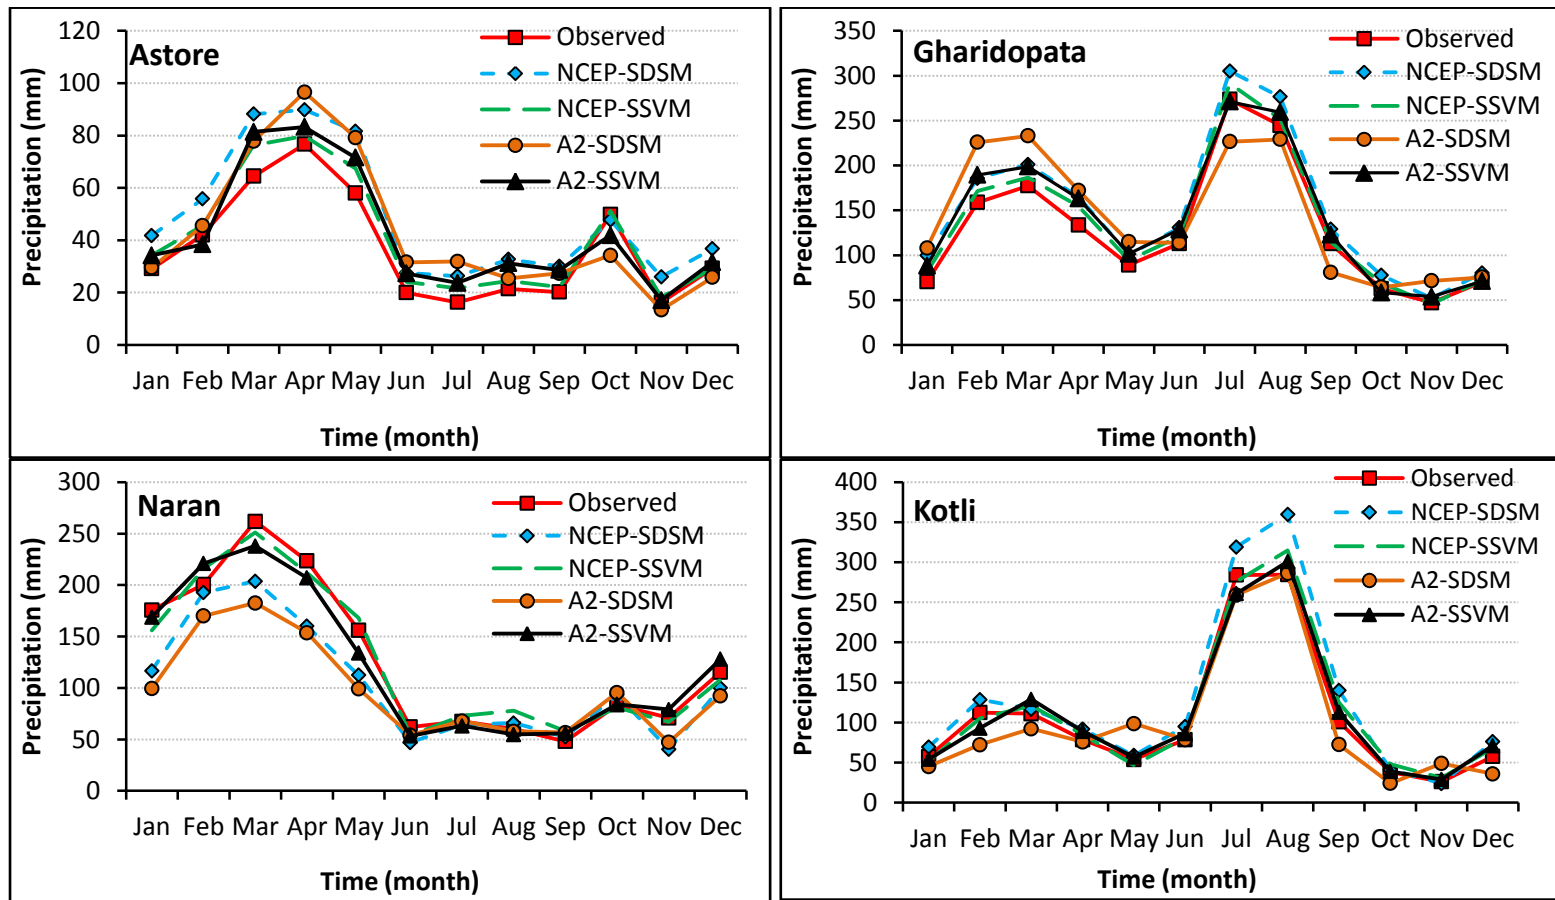 Astore
Precipitation (mm)
120
100
80
60
40
20
0
Observed
NCEP-SDSM
NCEP-SSVM
A2-SDSM
A2-SSVM
Jan Feb Mar Apr May Jun Jul Aug Sep Oct Nov Dec
Time (month)
Gharidopata
Precipitation (mm)
350
300
250
200
150
100
50
0
Observed
NCEP-SDSM
NCEP-SSVM
A2-SDSM
A2-SSVM
Jan Feb Mar Apr May Jun Jul Aug Sep Oct Nov Dec
Time (month)
Naran
Precipitation (mm)
300
250
200
150
100
50
0
Observed
NCEP-SDSM
NCEP-SSVM
A2-SDSM
A2-SSVM
Jan Feb Mar Apr May Jun Jul Aug Sep Oct Nov Dec
Time (month)
Kotli
Precipitation (mm)
400
350
300
250
200
150
100
50
0
Observed
NCEP-SDSM
NCEP-SSVM
A2-SDSM
A2-SSVM
Jan Feb Mar Apr May Jun Jul Aug Sep Oct Nov Dec
Time (month)